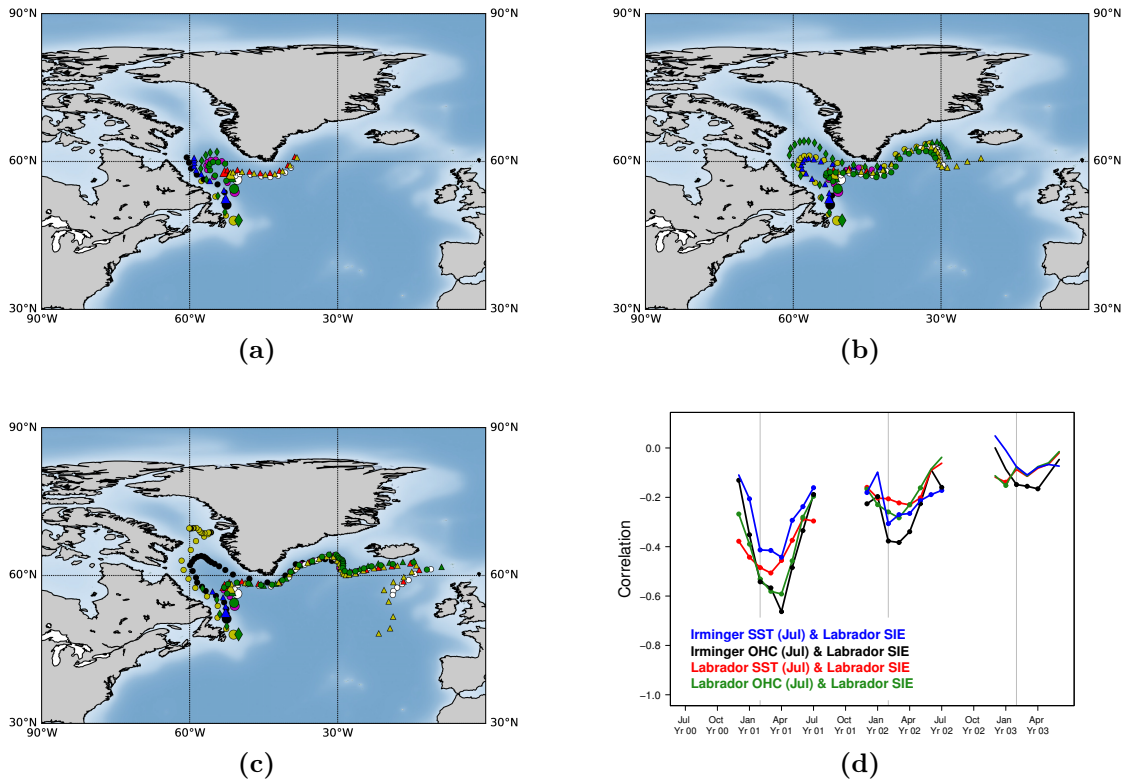 90°N 90°N 90°N 90°N
60°N 60°N 60°N 60°N
30°N 30°N 30°N 30°N
90°W 60°W 30°W 90°W 60°W 30°W
(a) (b)
90°N 90°N
60°N 60°N
30°N 30°N
90°W 60°W 30°W
(c)
0.0
−0.2
−0.4
−0.6
−0.8
−1.0
Correlation
Irminger SST (Jul) & Labrador SIE
Irminger OHC (Jul) & Labrador SIE
Labrador SST (Jul) & Labrador SIE
Labrador OHC (Jul) & Labrador SIE
Jul Oct Jan Apr Jul Oct Jan Apr Jul Oct Jan Apr
Yr 00 Yr 00 Yr 01 Yr 01 Yr 01 Yr 01 Yr 02 Yr 02 Yr 02 Yr 02 Yr 03 Yr 03
(d)